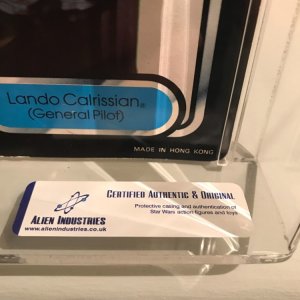 Lando Calrissian®
(General Pilot)
MADE IN HONG KONG
ALIEN INDUSTRIES
www.alienindustries.co.uk
CERTIFIED AUTHENTIC & ORIGINAL
Protective casing and authentication of
Star Wars action figures and toys